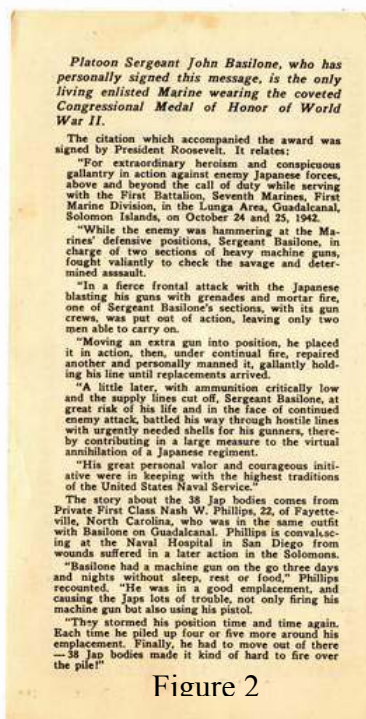 Platoon Sergeant John Basilone, who has
personally signed this message, is the only
living enlisted Marine wearing the coveted
Congressional Medal of Honor of World
War II.
The citation which accompanied the award was
signed by President Roosevelt. It relates:
"For extraordinary heroism and conspicuous
gallantry in action against enemy Japanese forces,
above and beyond the call of duty while serving
with the First Battalion, Seventh Marines, First
Marine Division, in the Lunga Area, Guadalcanal,
Solomon Islands, on October 24 and 25, 1942.
"While the enemy was hammering at the Ma-
rines' defensive positions, Sergeant Basilone, in
charge of two sections of heavy machine guns,
fought valiantly to check the savage and deter-
mined asssault.
"In a fierce frontal attack with the Japanese
blasting his guns with grenades and mortar fire,
one of Sergeant Basilone's sections, with its gun
crews, was put out of action, leaving only two
men able to carry on.
"Moving an extra gun into position, he placed
it in action, then, under continual fire, repaired
another and personally manned it, gallantly hold-
ing his line until replacements arrived.
"A little later, with ammunition critically low
and the supply lines cut off, Sergeant Basilone, at
great risk of his life and in the face of continued
enemy attack, battled his way through hostile lines
with urgently needed shells for his gunners, there-
by contributing in a large measure to the virtual
annihilation of a Japanese regiment.
"His great personal valor and courageous initi-
ative were in keeping with the highest traditions
of the United States Naval Service."
The story about the 38 Jap bodies comes from
Private First Class Nash W. Phillips, 22, of Fayette-
ville, North Carolina, who was in the same outfit
with Basilone on Guadalcanal. Phillips is convalesc-
ing at the Naval Hospital in San Diego from
wounds suffered in a later action in the Solomons.
"Basilone had a machine gun on the go three days
and nights without sleep, rest or food," Phillips
recounted. "He was in a good emplacement, and
causing the Japs lots of trouble, not only firing his
machine gun but also using his pistol.
"They stormed his position time and time again.
Each time he piled up four or five more around his
emplacement. Finally, he had to move out of there
—38 Jap bodies made it kind of hard to fire over
the pile!"
Figure 2